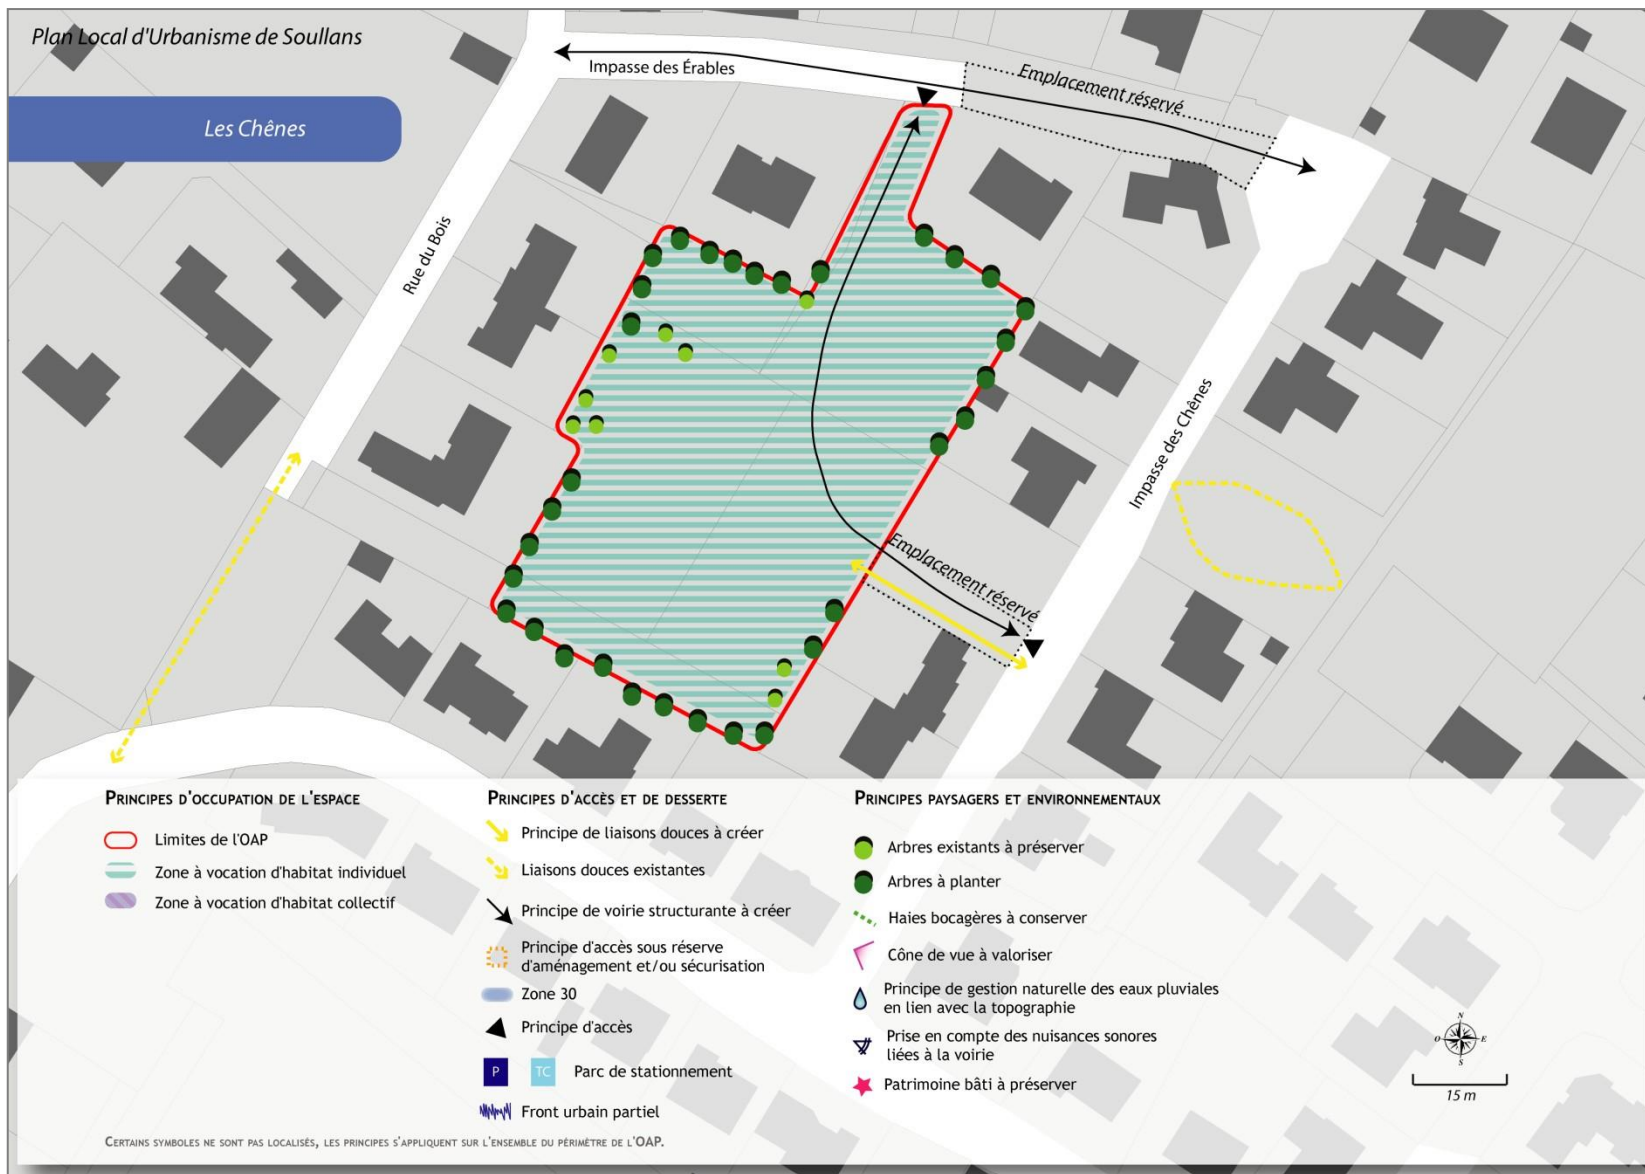 Plan Local d'Urbanisme de Soullans
Les Chênes
Impasse des Érables
Emplacement réservé
Rue du Bois
Impasse des Chênes
Emplacement réservé
PRINCIPES D'OCCUPATION DE L'ESPACE
Limites de l'OAP
Zone à vocation d'habitat individuel
Zone à vocation d'habitat collectif
PRINCIPES D'ACCÈS ET DE DESSERTE
Principe de liaisons douces à créer
Liaisons douces existantes
Principe de voirie structurante à créer
Principe d'accès sous réserve
d'aménagement et/ou sécurisation
Zone 30
Principe d'accès
P TC Parc de stationnement
Front urbain partiel
PRINCIPES PAYSAGERS ET ENVIRONNEMENTAUX
Arbres existants à préserver
Arbres à planter
Haies bocagères à conserver
Cône de vue à valoriser
Principe de gestion naturelle des eaux pluviales
en lien avec la topographie
Prise en compte des nuisances sonores
liées à la voirie
Patrimoine bâti à préserver
N
O E
S
15 m
CERTAINS SYMBOLES NE SONT PAS LOCALISÉS, LES PRINCIPES S'APPLIQUENT SUR L'ENSEMBLE DU PÉRIMÈTRE DE L'OAP.